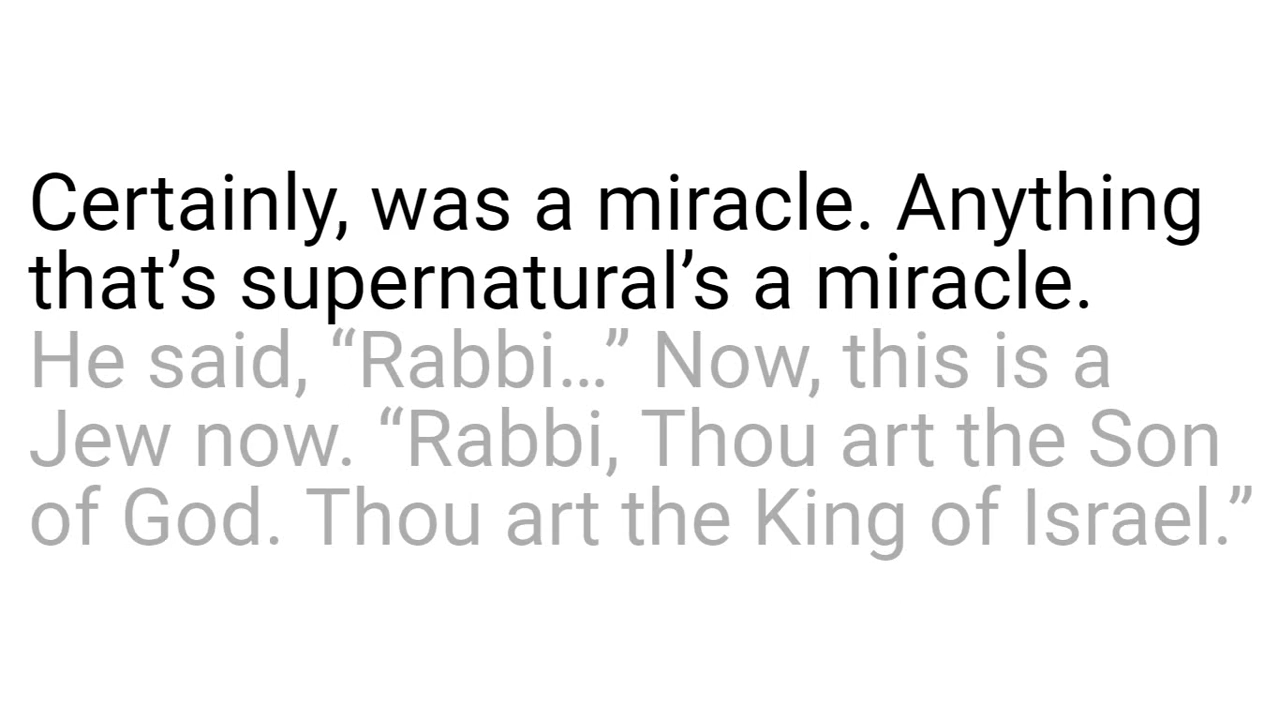 Certainly, was a miracle. Anything
that’s supernatural’s a miracle.
He said, “Rabbi…” Now, this is a
Jew now. “Rabbi, Thou art the Son
of God. Thou art the King of Israel.”